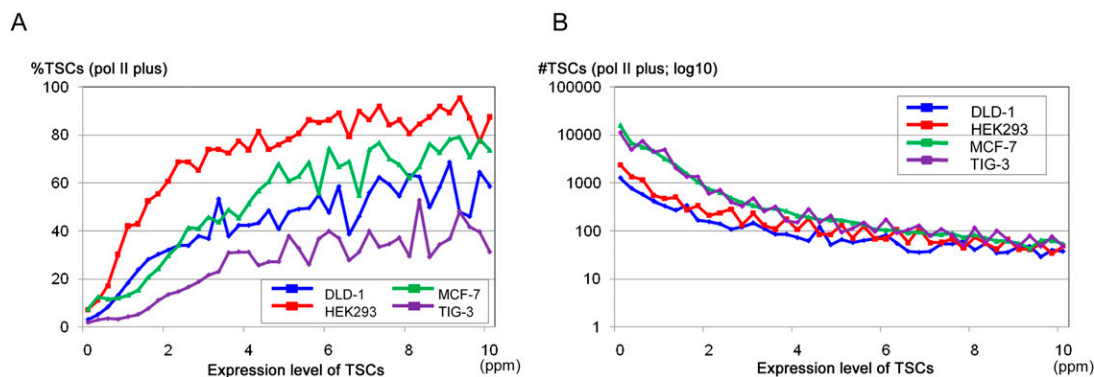 A
%TSCs (pol II plus)
100
80
60
40
20
0
0 2 4 6 8 10
Expression level of TSCs
(ppm)
DLD-1
HEK293
MCF-7
TIG-3
B
#TSCs (pol II plus; log10)
100000
10000
1000
100
10
1
0 2 4 6 8 10
Expression level of TSCs
(ppm)
DLD-1
HEK293
MCF-7
TIG-3